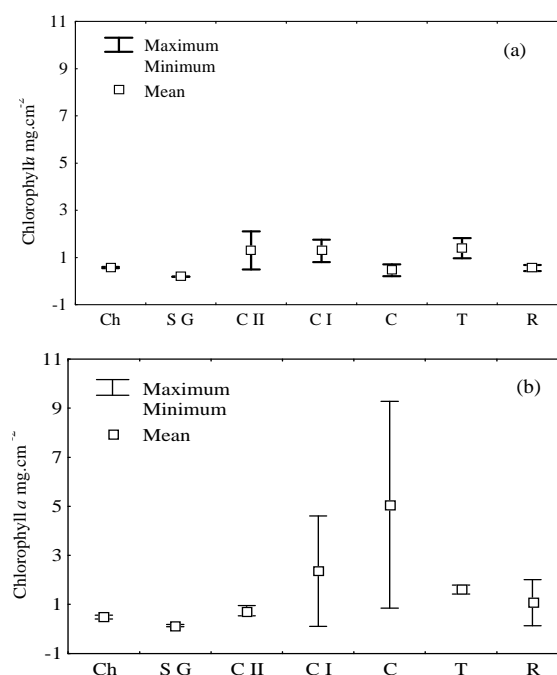 11
9
7
5
3
1
-1
Chlorophyll a mg.cm-2
Maximum
Minimum
Mean
(a)
Ch S G C II C I C T R
11
9
7
5
3
1
-1
Chlorophyll a mg.cm-2
Maximum
Minimum
Mean
(b)
Ch S G C II C I C T R